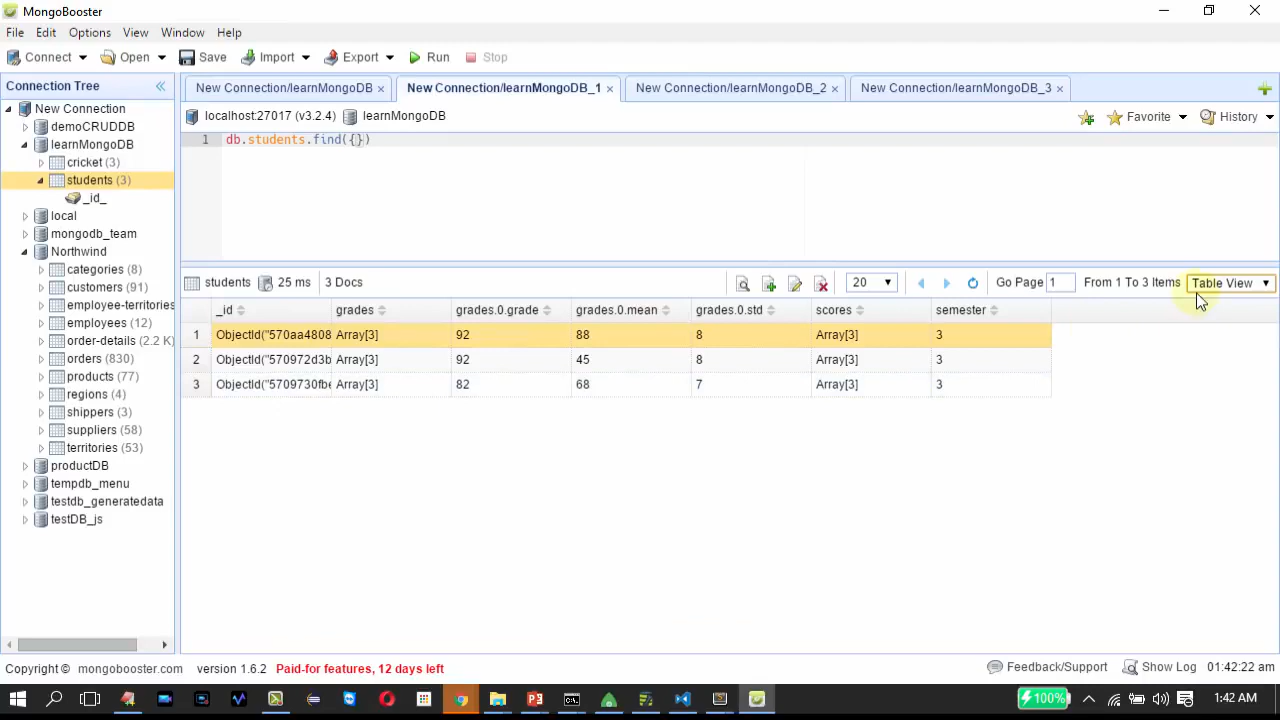 MongoBooster
File Edit Options View Window Help
Connect Open Save Import Export Run Stop
Connection Tree
New Connection/learnMongoDB × New Connection/learnMongoDB_1 × New Connection/learnMongoDB_2 × New Connection/learnMongoDB_3 ×
localhost:27017 (v3.2.4) learnMongoDB Favorite History
1 db.students.find({})
New Connection
demoCRUDDB
learnMongoDB
cricket (3)
students (3)
_id_
local
mongodb_team
Northwind
categories (8)
customers (91)
employee-territories
employees (12)
order-details (2.2 K)
orders (830)
products (77)
regions (4)
shippers (3)
suppliers (58)
territories (53)
productDB
tempdb_menu
testdb_generatedata
testDB_js
students 25 ms 3 Docs 20 Go Page 1 From 1 To 3 Items Table View
_id grades grades.0.grade grades.0.mean grades.0.std scores semester
1 ObjectId("570aa4808 Array[3] 92 88 8 Array[3] 3
2 ObjectId("570972d3b Array[3] 92 45 8 Array[3] 3
3 ObjectId("5709730fbe Array[3] 82 68 7 Array[3] 3
Copyright © mongobooster.com version 1.6.2 Paid-for features, 12 days left Feedback/Support Show Log 01:42:22 am
100% 1:42 AM